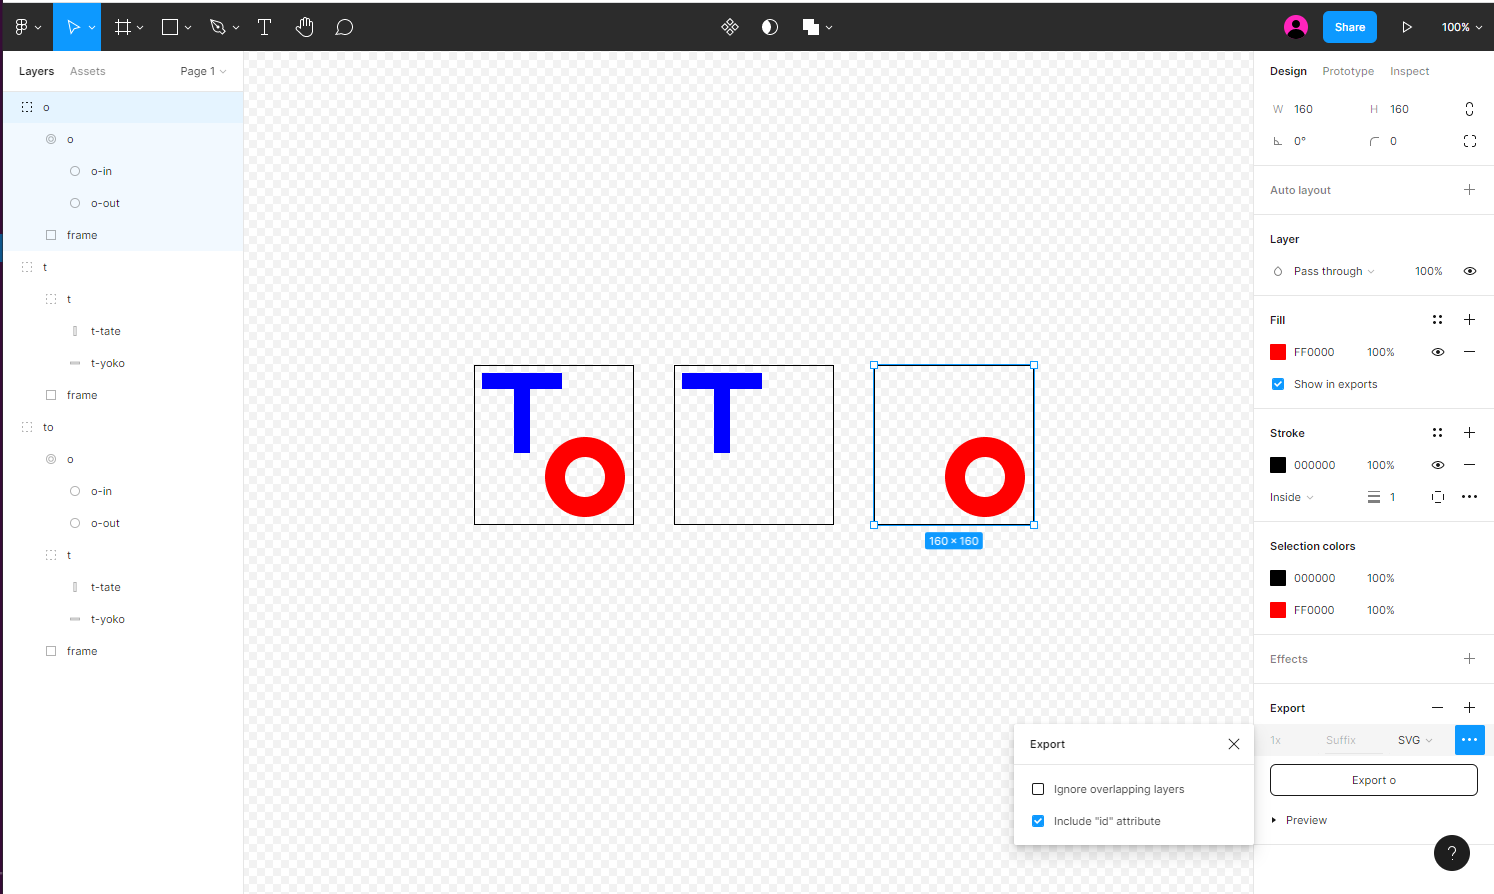 Share
100%
Layers Assets Page 1
o
o
o-in
o-out
frame
t
t
t-tate
t-yoko
frame
to
o
o-in
o-out
t
t-tate
t-yoko
frame
TO
T
O
160 × 160
Design Prototype Inspect
W 160 H 160
0° 0
Auto layout
Layer
Pass through 100%
Fill
FF0000 100%
Show in exports
Stroke
000000 100%
Inside 1
Selection colors
000000 100%
FF0000 100%
Effects
Export
1x Suffix SVG
Export o
Preview
Export
Ignore overlapping layers
Include "id" attribute
?